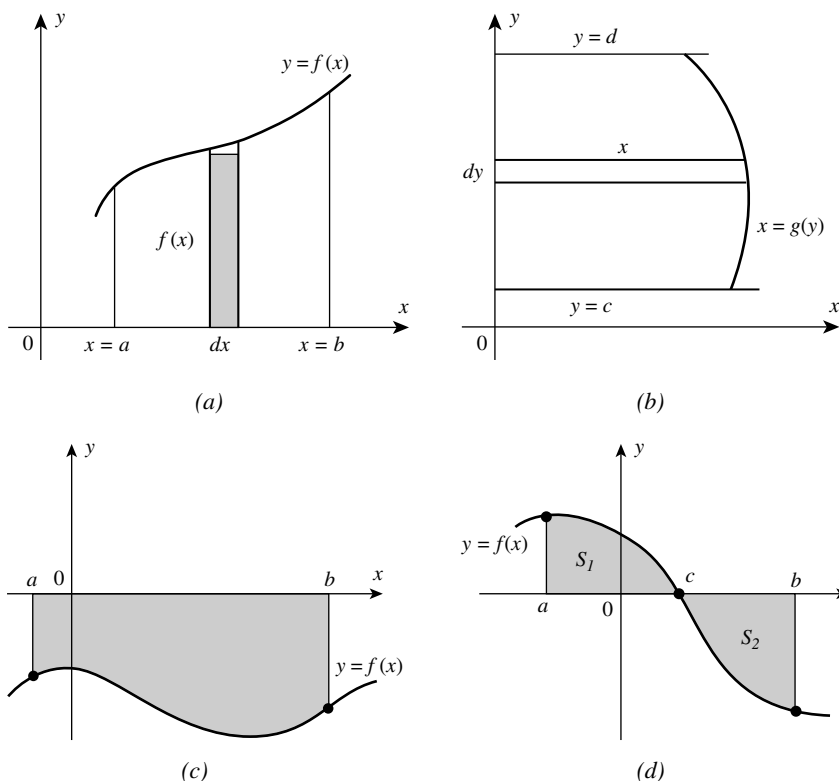 y
y = f(x)
f(x)
x
0
x = a
dx
x = b
(a)
y
y = d
x
dy
x = g(y)
y = c
x
0
(b)
y
a
0
b
x
y = f(x)
(c)
y
y = f(x)
S1
c
b
a
0
S2
(d)